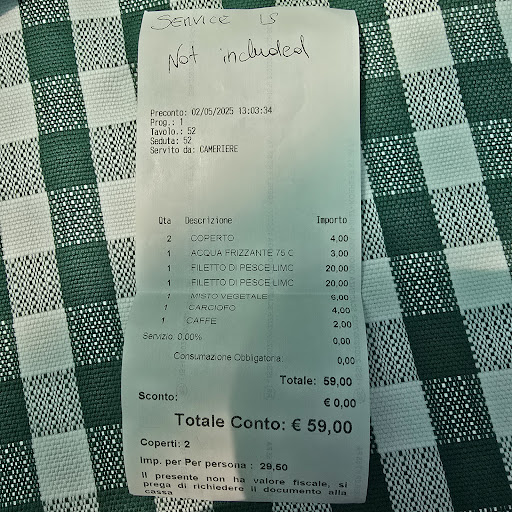 SERVICE IS
Not included
Preconto: 02/05/2025 13:03:34
Prog.: 1
Tavolo.: 52
Seduta: 52
Servito da: CAMERIERE
Qta Descrizione Importo
2 COPERTO 4,00
1 ACQUA FRIZZANTE 75 C 3,00
1 FILETTO DI PESCE LIMC 20,00
1 FILETTO DI PESCE LIMC 20,00
1 MISTO VEGETALE 6,00
1 CARCIOFO 4,00
1 CAFFE 2,00
Servizio 0.00% 0,00
Consumazione Obbligatoria 0,00
Totale: 59,00
Sconto: € 0,00
Totale Conto: € 59,00
Coperti: 2
Imp. per Per persona : 29,50
Il presente non ha valore fiscale, si
prega di richiedere il documento alla
cassa